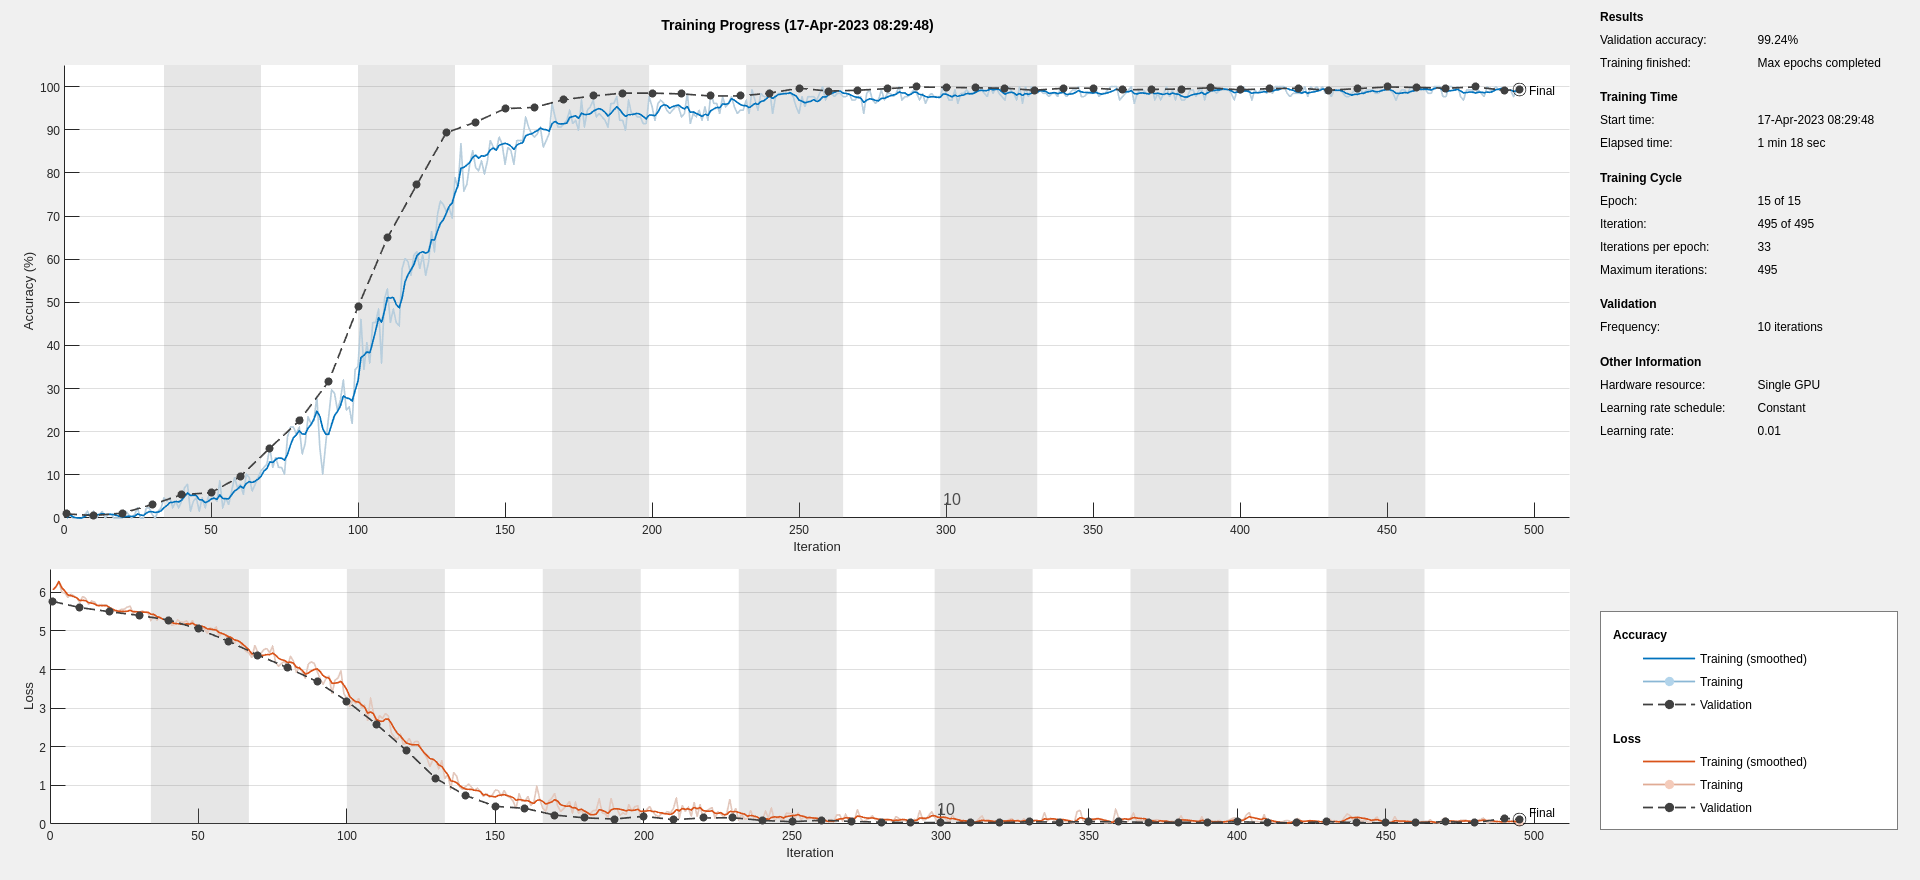 Training Progress (17-Apr-2023 08:29:48)
100
90
80
70
60
50
40
30
20
10
0
Accuracy (%)
Final
10
0 50 100 150 200 250 300 350 400 450 500
Iteration
6
5
4
3
2
1
0
Loss
Final
10
0 50 100 150 200 250 300 350 400 450 500
Iteration
Results
Validation accuracy: 99.24%
Training finished: Max epochs completed
Training Time
Start time: 17-Apr-2023 08:29:48
Elapsed time: 1 min 18 sec
Training Cycle
Epoch: 15 of 15
Iteration: 495 of 495
Iterations per epoch: 33
Maximum iterations: 495
Validation
Frequency: 10 iterations
Other Information
Hardware resource: Single GPU
Learning rate schedule: Constant
Learning rate: 0.01
Accuracy
Training (smoothed)
Training
Validation
Loss
Training (smoothed)
Training
Validation